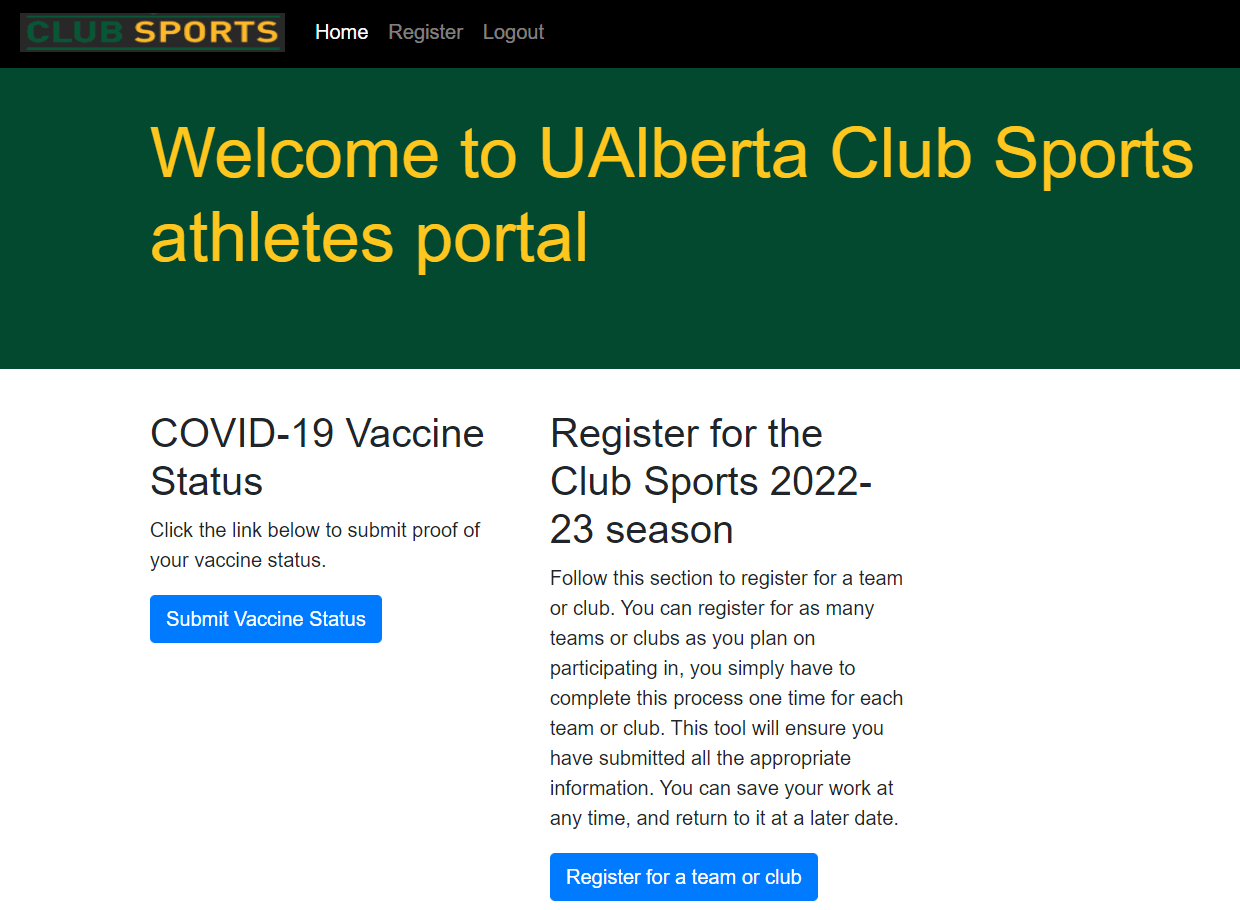 CLUB SPORTS Home Register Logout
Welcome to UAlberta Club Sports
athletes portal
COVID-19 Vaccine
Status
Click the link below to submit proof of
your vaccine status.
Submit Vaccine Status
Register for the
Club Sports 2022-
23 season
Follow this section to register for a team
or club. You can register for as many
teams or clubs as you plan on
participating in, you simply have to
complete this process one time for each
team or club. This tool will ensure you
have submitted all the appropriate
information. You can save your work at
any time, and return to it at a later date.
Register for a team or club